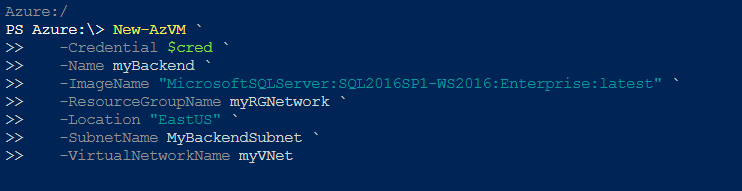 Azure:/
PS Azure:\> New-AzVM `
>>    -Credential $cred `
>>    -Name myBackend `
>>    -ImageName "MicrosoftSQLServer:SQL2016SP1-WS2016:Enterprise:latest" `
>>    -ResourceGroupName myRGNetwork `
>>    -Location "EastUS" `
>>    -SubnetName MyBackendSubnet `
>>    -VirtualNetworkName myVNet